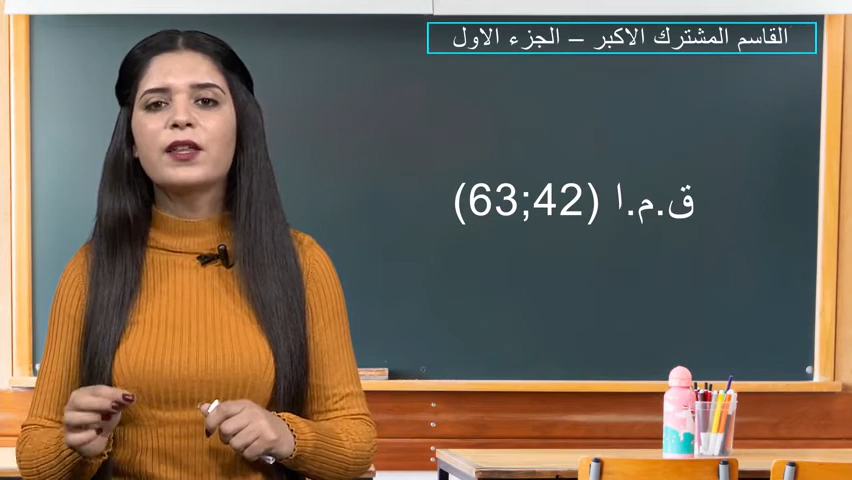 القاسم المشترك الاكبر – الجزء الاول
ق.م.ا (63;42)